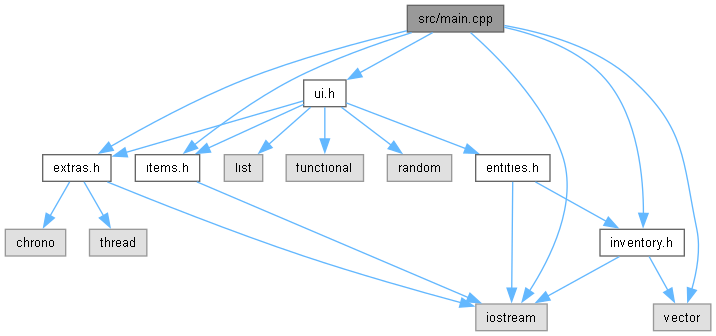 src/main.cpp
ui.h
extras.h
items.h
list
functional
random
entities.h
chrono
thread
inventory.h
iostream
vector